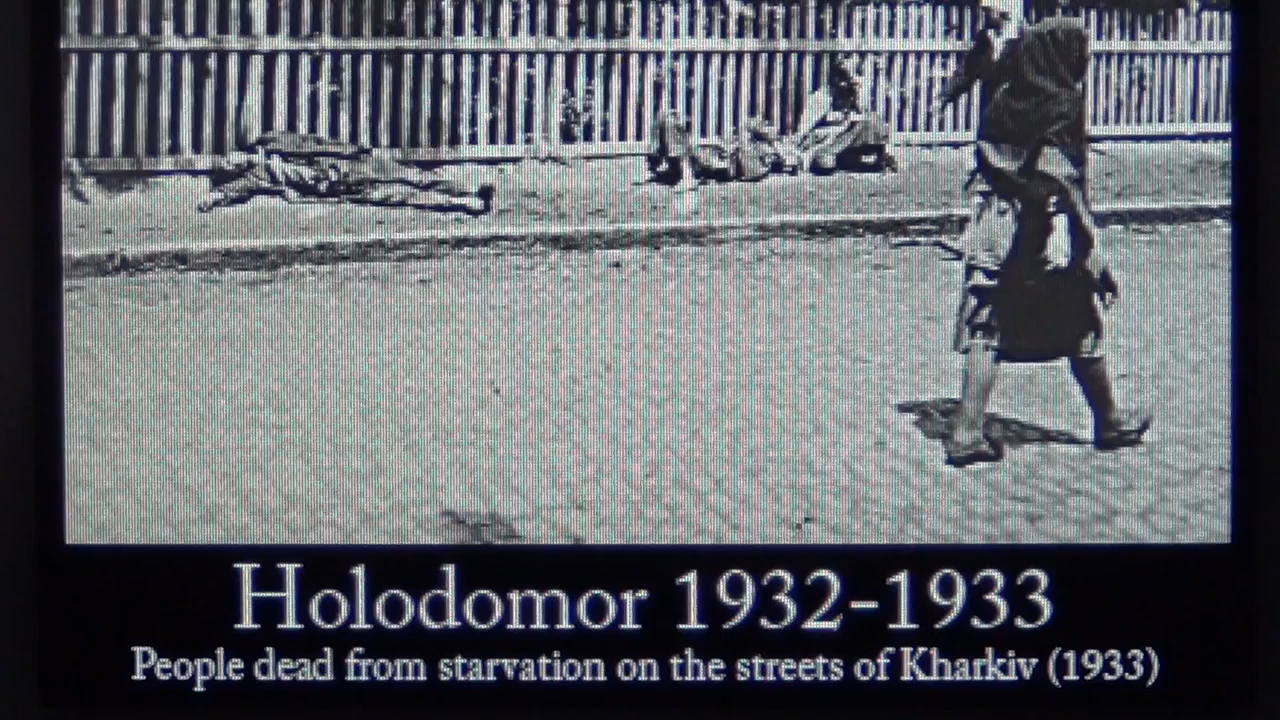 Holodomor 1932-1933
People dead from starvation on the streets of Kharkiv (1933)